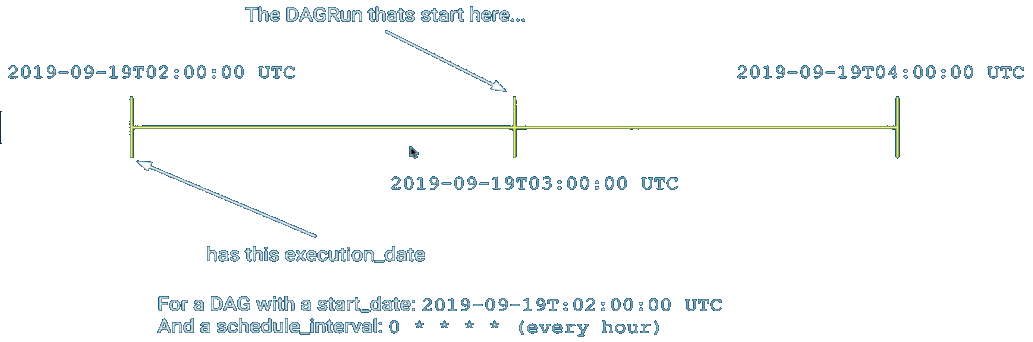 The DAGRun thats start here...
2019-09-19T02:00:00 UTC
2019-09-19T04:00:00 UTC
2019-09-19T03:00:00 UTC
has this execution_date
For a DAG with a start_date: 2019-09-19T:02:00:00 UTC
And a schedule_interval: 0 * * * * (every hour)